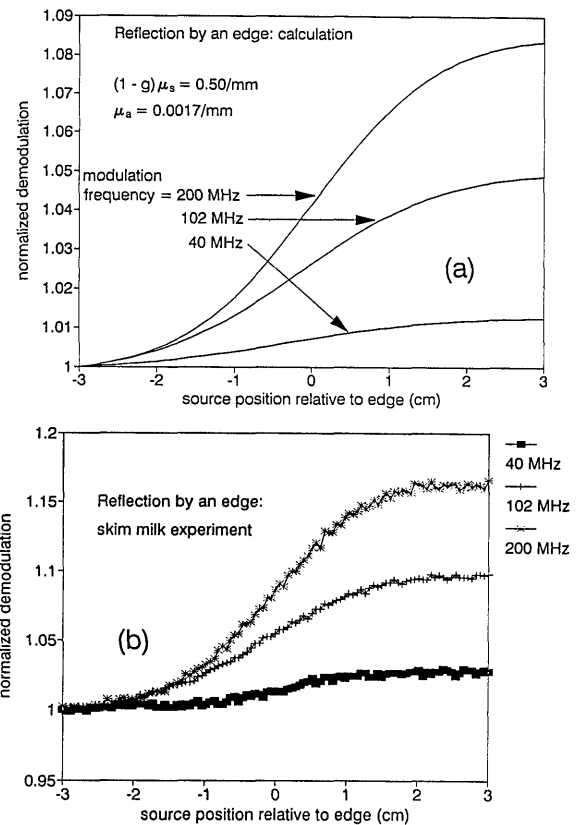 1.09
1.08
1.07
1.06
1.05
1.04
1.03
1.02
1.01
1
normalized demodulation
Reflection by an edge: calculation
(1 - g) μs = 0.50/mm
μa = 0.0017/mm
modulation
frequency = 200 MHz
102 MHz
40 MHz
(a)
-3 -2 -1 0 1 2 3
source position relative to edge (cm)
1.2
1.15
1.1
1.05
1
0.95
normalized demodulation
Reflection by an edge:
skim milk experiment
(b)
40 MHz
102 MHz
200 MHz
-3 -2 -1 0 1 2 3
source position relative to edge (cm)